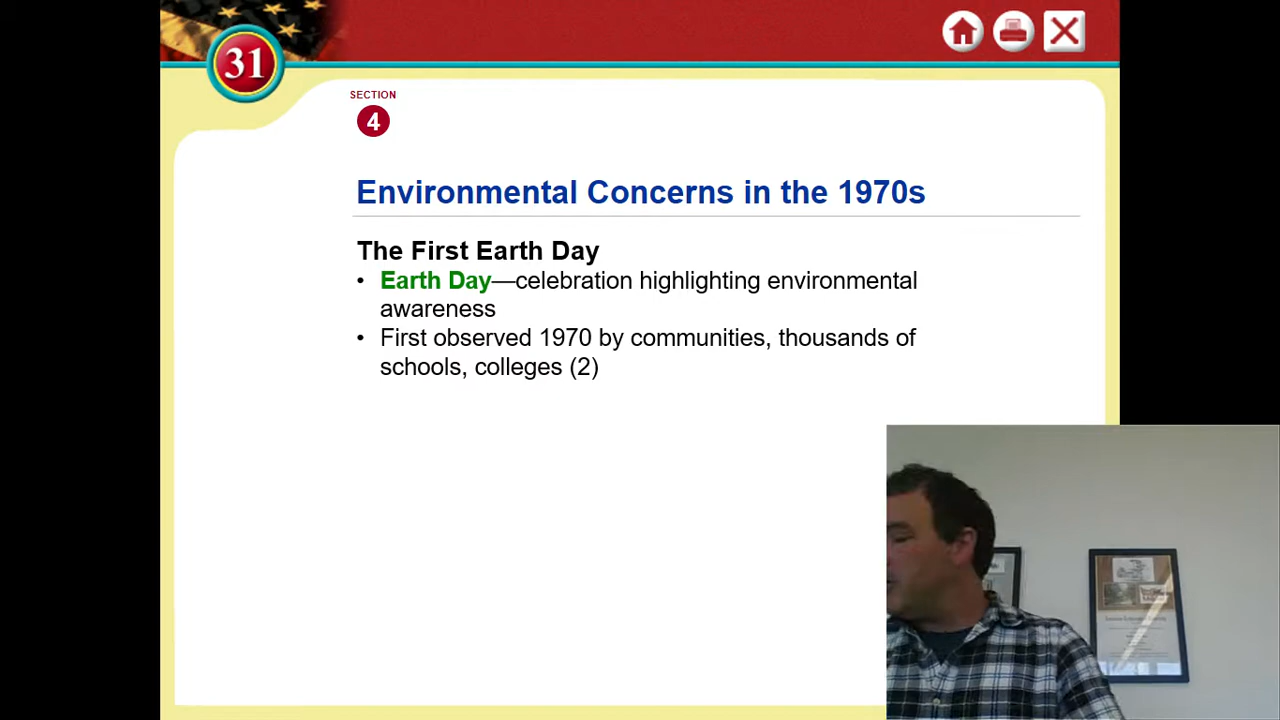 31
SECTION
4
Environmental Concerns in the 1970s
The First Earth Day
• Earth Day—celebration highlighting environmental
awareness
• First observed 1970 by communities, thousands of
schools, colleges (2)